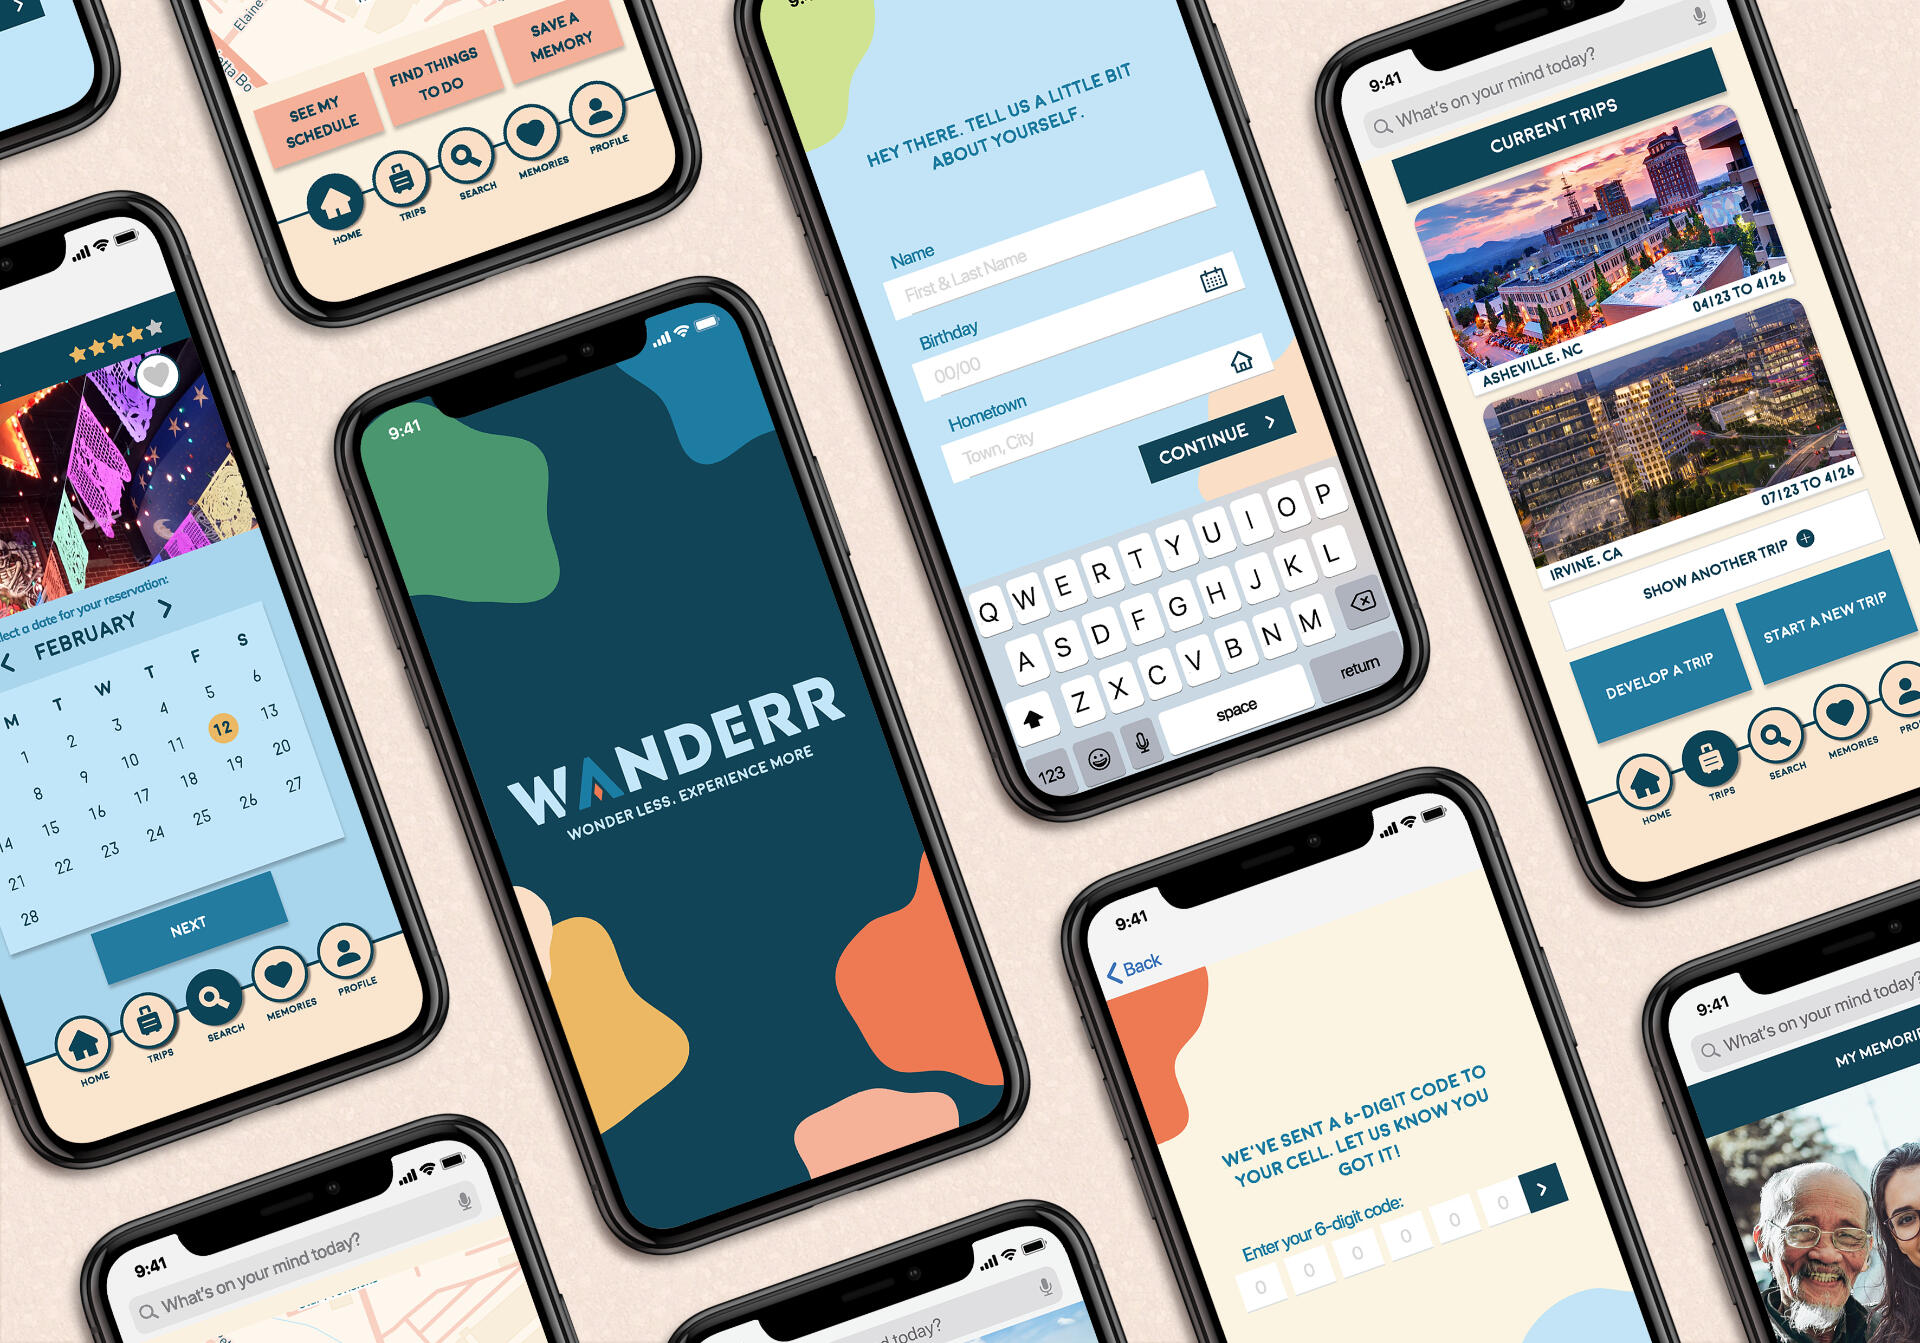 Elaine
etta Bo
SEE MY
SCHEDULE
FIND THINGS
TO DO
SAVE A
MEMORY
HOME
TRIPS
SEARCH
MEMORIES
PROFILE
lect a date for your reservation:
FEBRUARY
M T W T F S
1 2 3 4 5 6
8 9 10 11 12 13
14 15 16 17 18 19 20
21 22 23 24 25 26 27
28
NEXT
HOME
TRIPS
SEARCH
MEMORIES
PROFILE
9:41
WANDERR
WONDER LESS. EXPERIENCE MORE
HEY THERE. TELL US A LITTLE BIT
ABOUT YOURSELF.
Name
First & Last Name
Birthday
00/00
Hometown
Town, City
CONTINUE
Q W E R T Y U I O P
A S D F G H J K L
Z X C V B N M
123
space
return
9:41
What's on your mind today?
CURRENT TRIPS
04/23 TO 4/26
ASHEVILLE, NC
07/23 TO 4/26
IRVINE, CA
SHOW ANOTHER TRIP
DEVELOP A TRIP
START A NEW TRIP
HOME
TRIPS
SEARCH
MEMORIES
PRO
9:41
Back
WE'VE SENT A 6-DIGIT CODE TO
YOUR CELL. LET US KNOW YOU
GOT IT!
Enter your 6-digit code:
0 0 0 0 0 0
9:41
What's on your mind today?
MY MEMORI
9:41
What's on your mind today?
nd today?